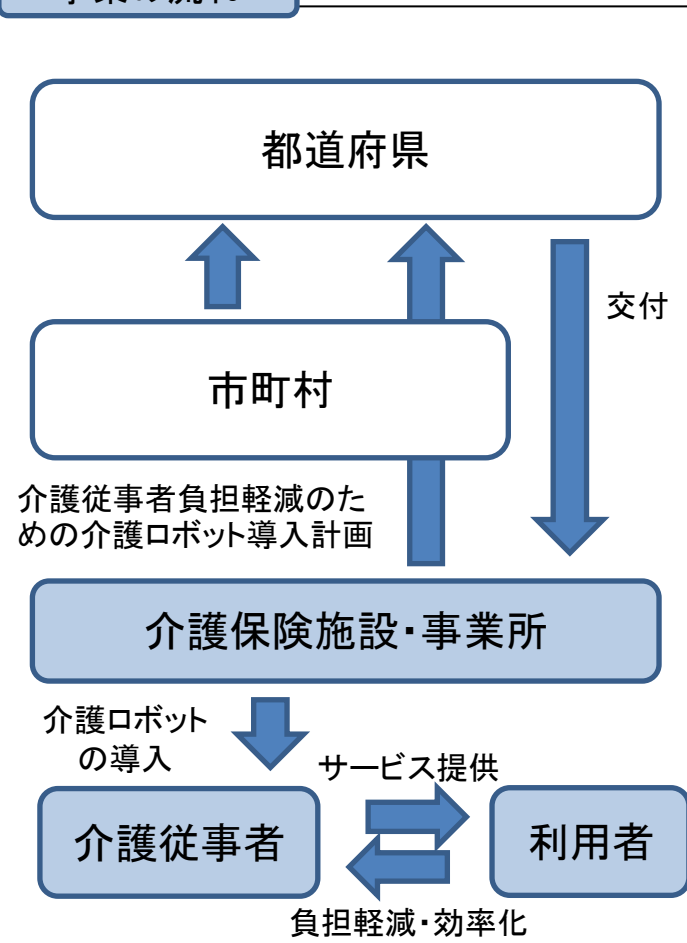 都道府県
交付
市町村
介護従事者負担軽減のた
めの介護ロボット導入計画
介護保険施設・事業所
介護ロボット
の導入
サービス提供
介護従事者
利用者
負担軽減・効率化